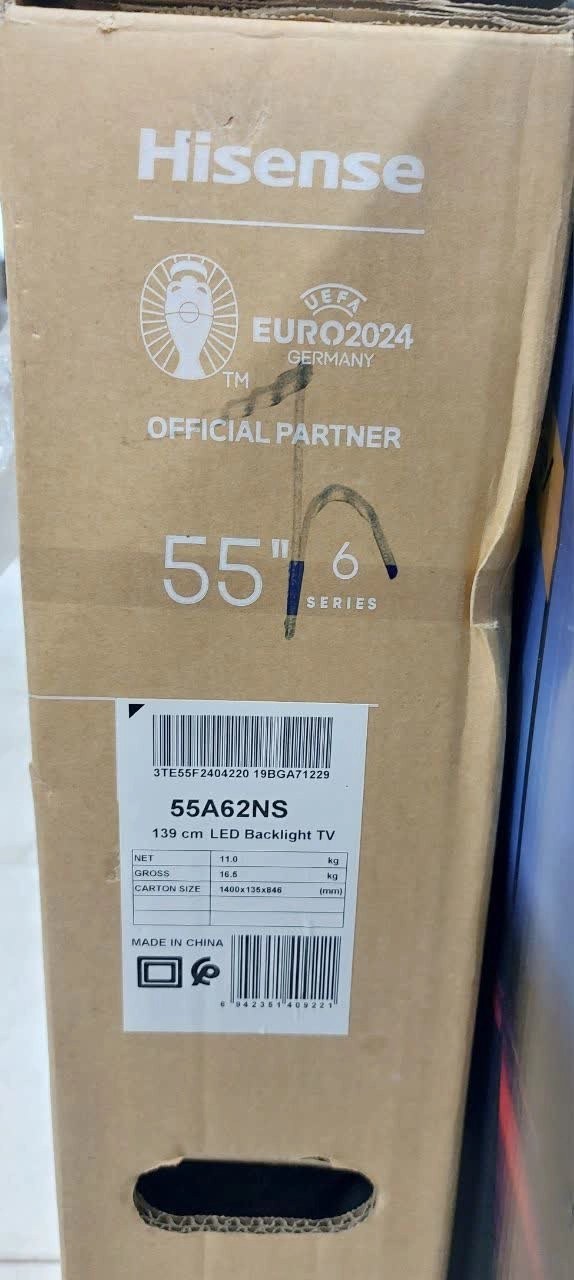 Hisense
UEFA
EURO2024
GERMANY
TM
OFFICIAL PARTNER
55" 6
SERIES
3TE55F2404220 19BGA71229
55A62NS
139 cm LED Backlight TV
NET 11.0 kg
GROSS 16.5 kg
CARTON SIZE 1400x135x846 (mm)
MADE IN CHINA
6 942351 409221